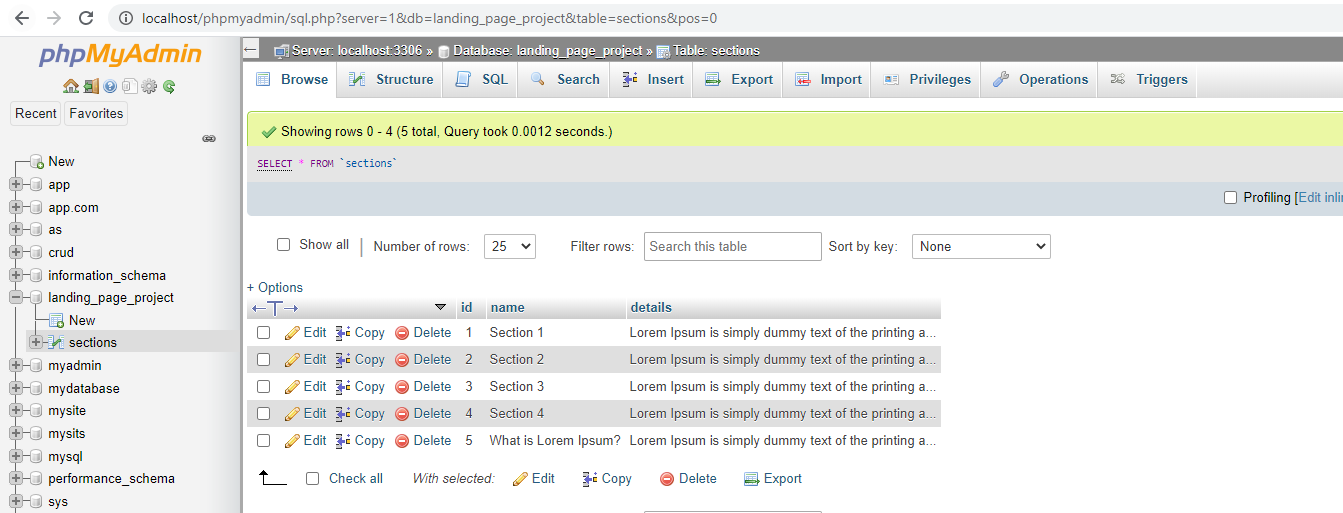 localhost/phpmyadmin/sql.php?server=1&db=landing_page_project&table=sections&pos=0
phpMyAdmin
Recent Favorites
New
app
app.com
as
crud
information_schema
landing_page_project
New
sections
myadmin
mydatabase
mysite
mysits
mysql
performance_schema
sys
Server: localhost:3306 » Database: landing_page_project » Table: sections
Browse Structure SQL Search Insert Export Import Privileges Operations Triggers
Showing rows 0 - 4 (5 total, Query took 0.0012 seconds.)
SELECT * FROM `sections`
Profiling [Edit inli
Show all | Number of rows: 25 Filter rows: Search this table Sort by key: None
+ Options
←T→ id name details
Edit Copy Delete 1 Section 1 Lorem Ipsum is simply dummy text of the printing a...
Edit Copy Delete 2 Section 2 Lorem Ipsum is simply dummy text of the printing a...
Edit Copy Delete 3 Section 3 Lorem Ipsum is simply dummy text of the printing a...
Edit Copy Delete 4 Section 4 Lorem Ipsum is simply dummy text of the printing a...
Edit Copy Delete 5 What is Lorem Ipsum? Lorem Ipsum is simply dummy text of the printing a...
Check all With selected: Edit Copy Delete Export